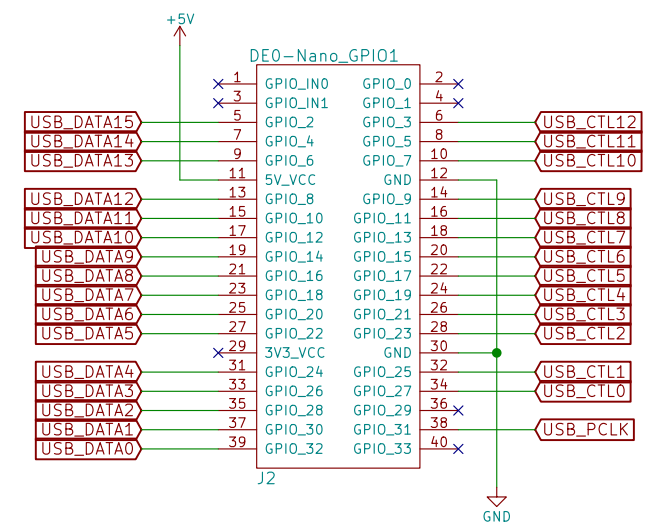 +5V
DE0-Nano_GPIO1
1 GPIO_IN0 GPIO_0 2
3 GPIO_IN1 GPIO_1 4
USB_DATA15 5 GPIO_2 GPIO_3 6 USB_CTL12
USB_DATA14 7 GPIO_4 GPIO_5 8 USB_CTL11
USB_DATA13 9 GPIO_6 GPIO_7 10 USB_CTL10
11 5V_VCC GND 12
USB_DATA12 13 GPIO_8 GPIO_9 14 USB_CTL9
USB_DATA11 15 GPIO_10 GPIO_11 16 USB_CTL8
USB_DATA10 17 GPIO_12 GPIO_13 18 USB_CTL7
USB_DATA9 19 GPIO_14 GPIO_15 20 USB_CTL6
USB_DATA8 21 GPIO_16 GPIO_17 22 USB_CTL5
USB_DATA7 23 GPIO_18 GPIO_19 24 USB_CTL4
USB_DATA6 25 GPIO_20 GPIO_21 26 USB_CTL3
USB_DATA5 27 GPIO_22 GPIO_23 28 USB_CTL2
29 3V3_VCC GND 30
USB_DATA4 31 GPIO_24 GPIO_25 32 USB_CTL1
USB_DATA3 33 GPIO_26 GPIO_27 34 USB_CTL0
USB_DATA2 35 GPIO_28 GPIO_29 36
USB_DATA1 37 GPIO_30 GPIO_31 38 USB_PCLK
USB_DATA0 39 GPIO_32 GPIO_33 40
J2
GND